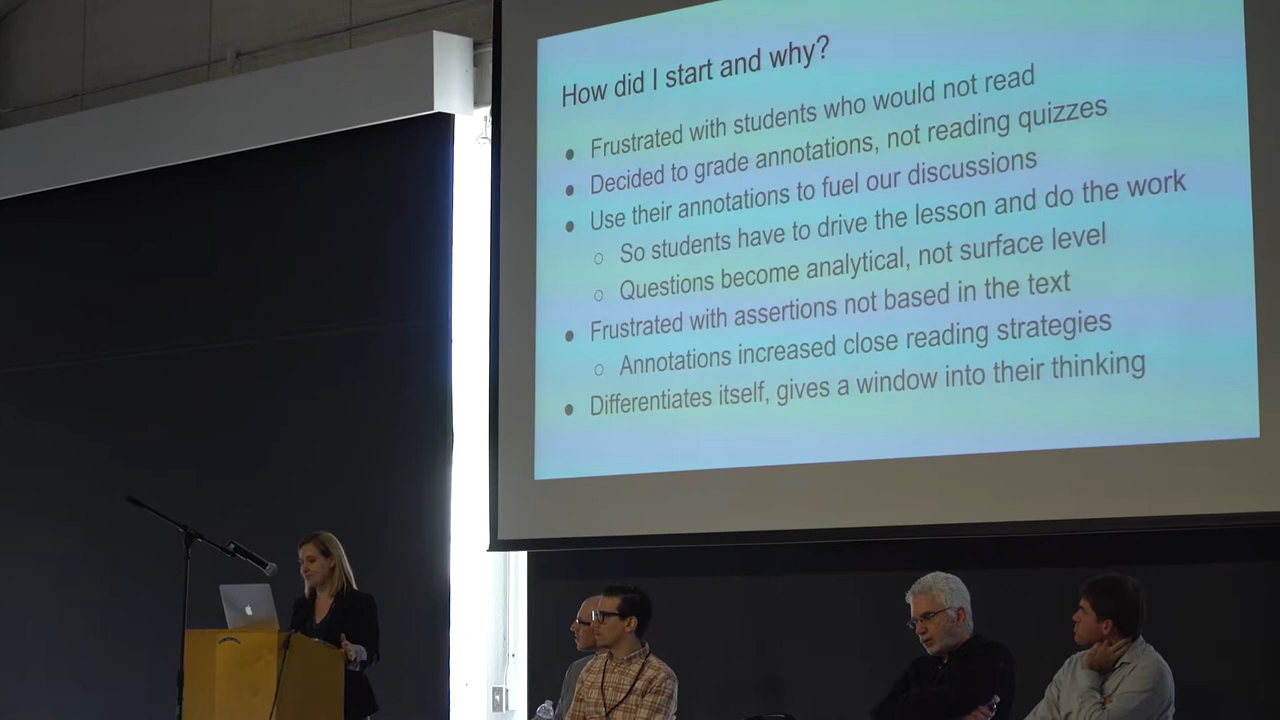 How did I start and why?
● Frustrated with students who would not read
● Decided to grade annotations, not reading quizzes
● Use their annotations to fuel our discussions
○ So students have to drive the lesson and do the work
○ Questions become analytical, not surface level
● Frustrated with assertions not based in the text
○ Annotations increased close reading strategies
● Differentiates itself, gives a window into their thinking